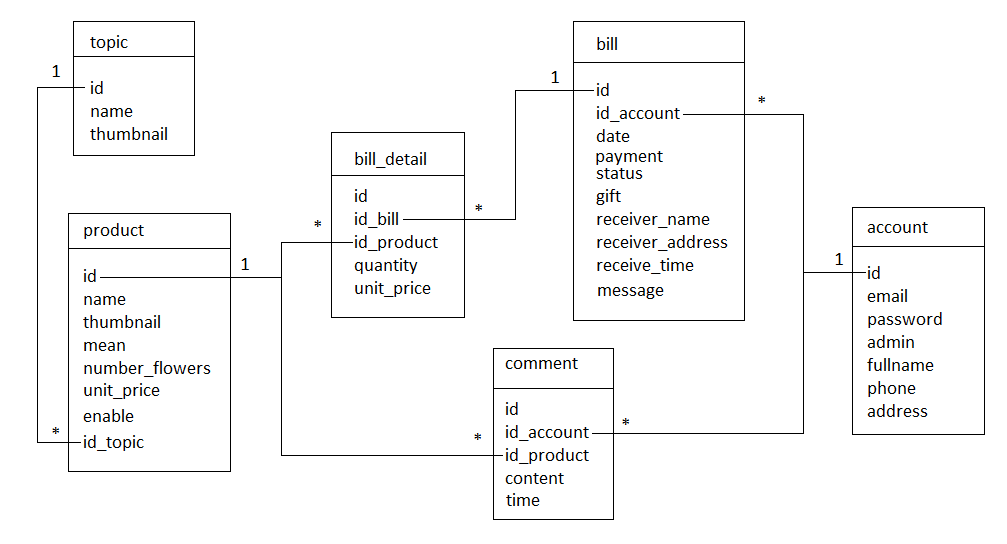 topic
1
id
name
thumbnail
product
1
id
name
thumbnail
mean
number_flowers
unit_price
enable
*
id_topic
bill_detail
id
*
id_bill
*
id_product
quantity
unit_price
bill
1
id
*
id_account
date
payment
status
gift
receiver_name
receiver_address
receive_time
message
comment
id
*
id_account
*
id_product
content
time
account
1
id
email
password
admin
fullname
phone
address